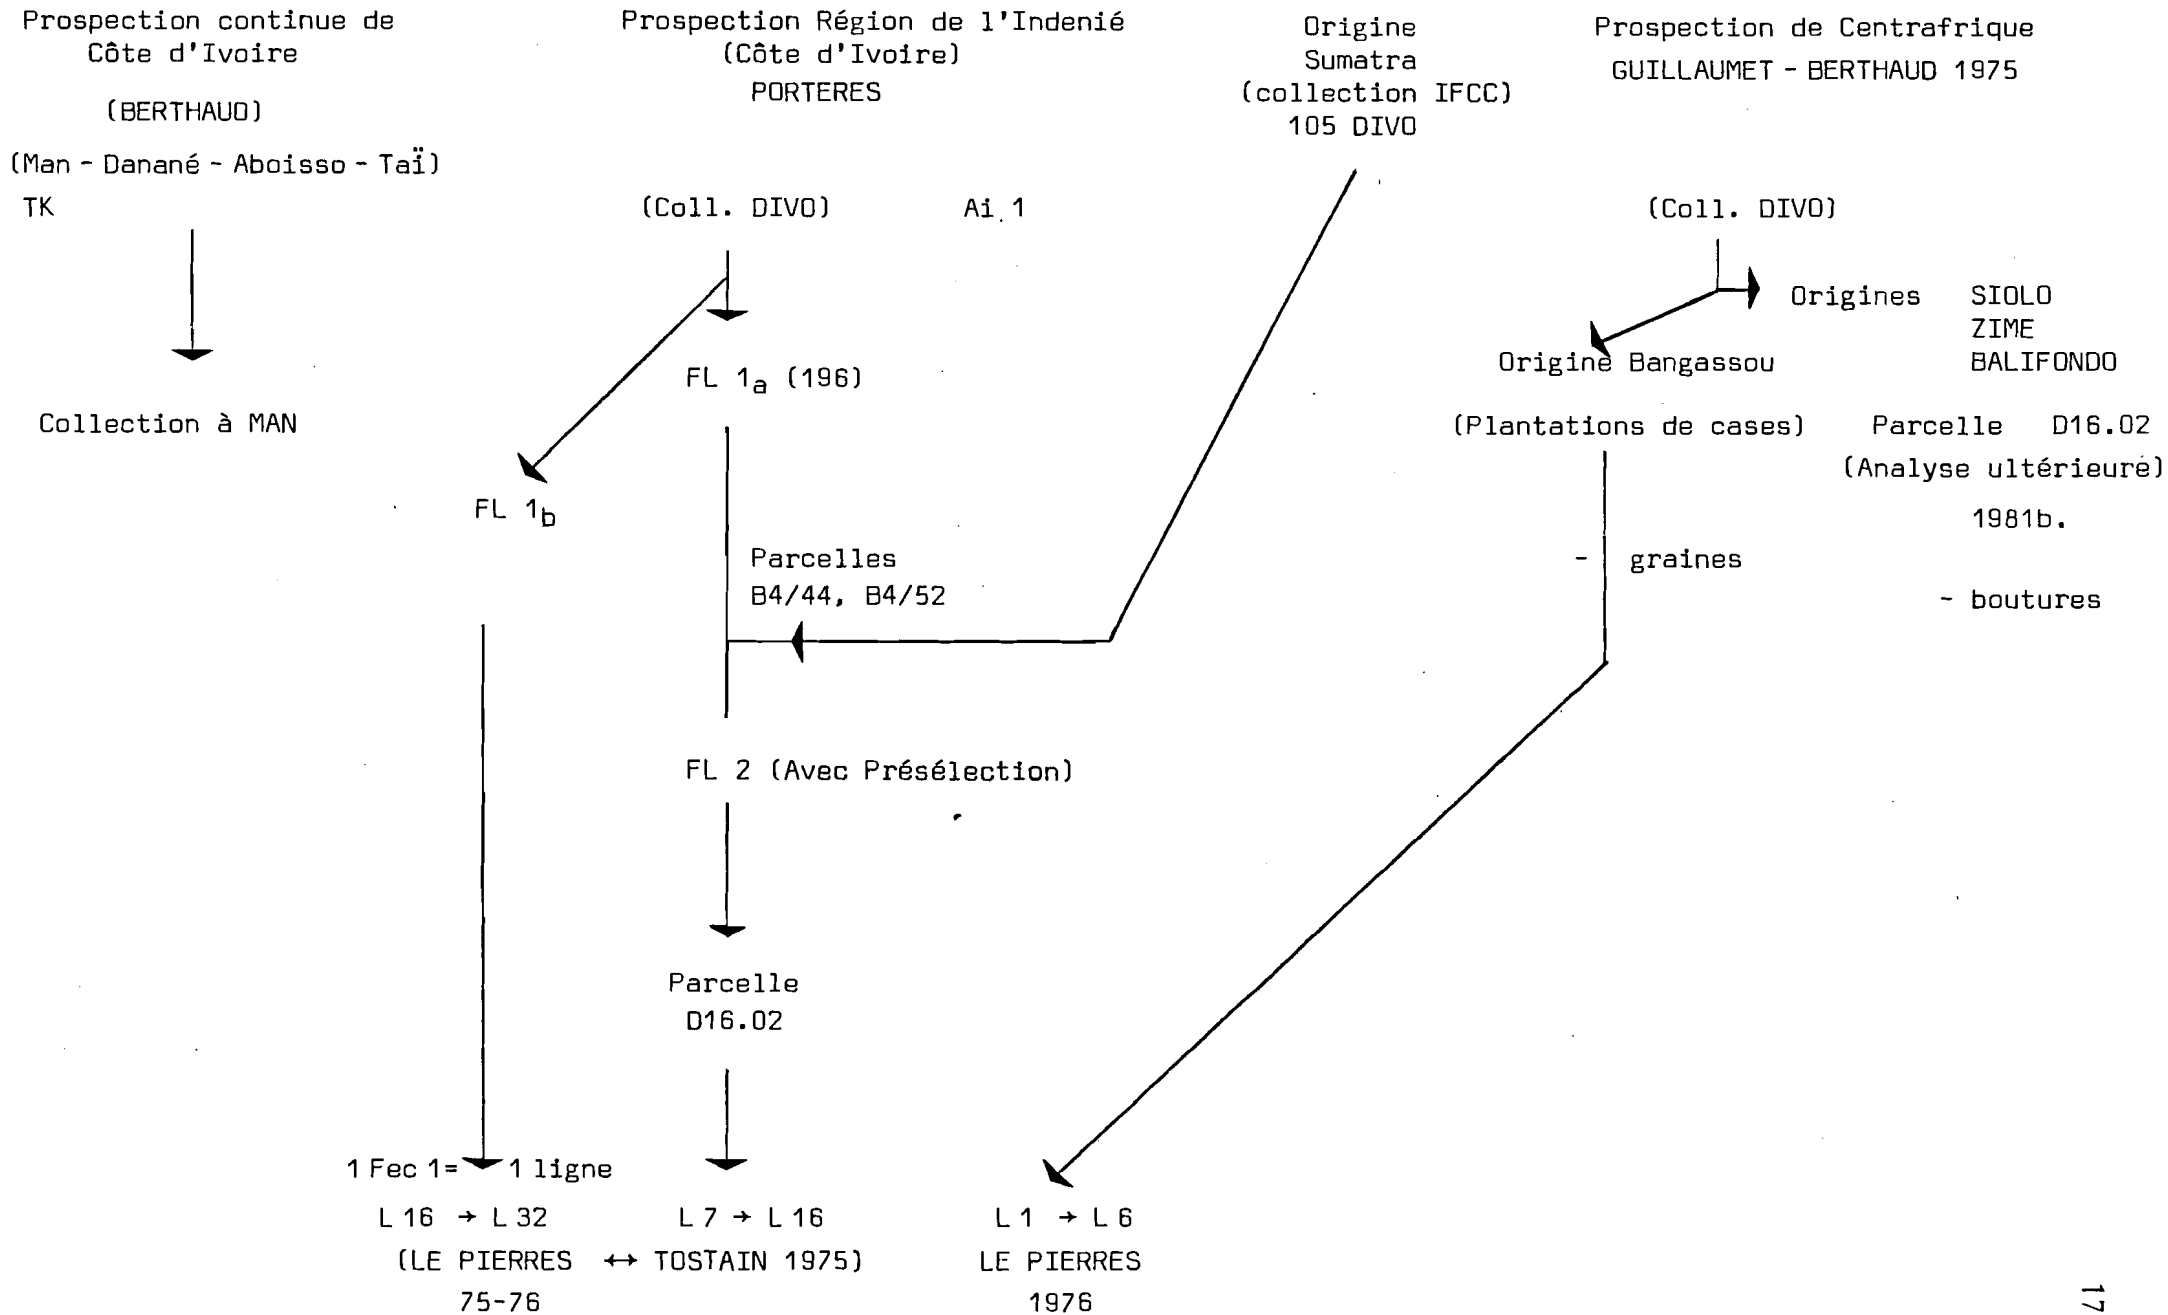 Prospection continue de
Côte d'Ivoire
(BERTHAUD)
(Man - Danané - Aboisso - Taï)
TK
Collection à MAN
Prospection Région de l'Indenié
(Côte d'Ivoire)
PORTERES
(Coll. DIVO) Ai 1
FL 1a (196)
FL 1b
Parcelles
B4/44, B4/52
FL 2 (Avec Présélection)
Parcelle
D16.02
Origine
Sumatra
(collection IFCC)
105 DIVO
Prospection de Centrafrique
GUILLAUMET - BERTHAUD 1975
(Coll. DIVO)
Origines SIOLO
ZIME
BALIFONDO
Origine Bangassou
(Plantations de cases)
Parcelle D16.02
(Analyse ultérieure)
1981b.
- graines
- boutures
1 Fec 1= 1 ligne
L 16 → L 32
L 7 → L 16
L 1 → L 6
(LE PIERRES ↔ TOSTAIN 1975)
75-76
LE PIERRES
1976
17